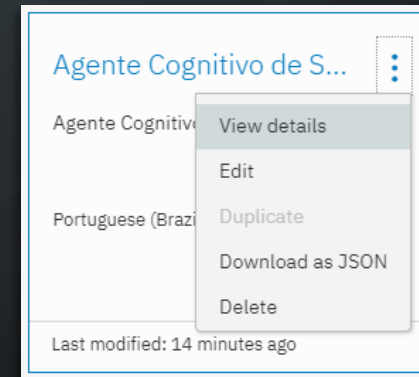 Agente Cognitivo de S...
Agente Cognitiv
View details
Edit
Portuguese (Brazi
Duplicate
Download as JSON
Delete
Last modified: 14 minutes ago